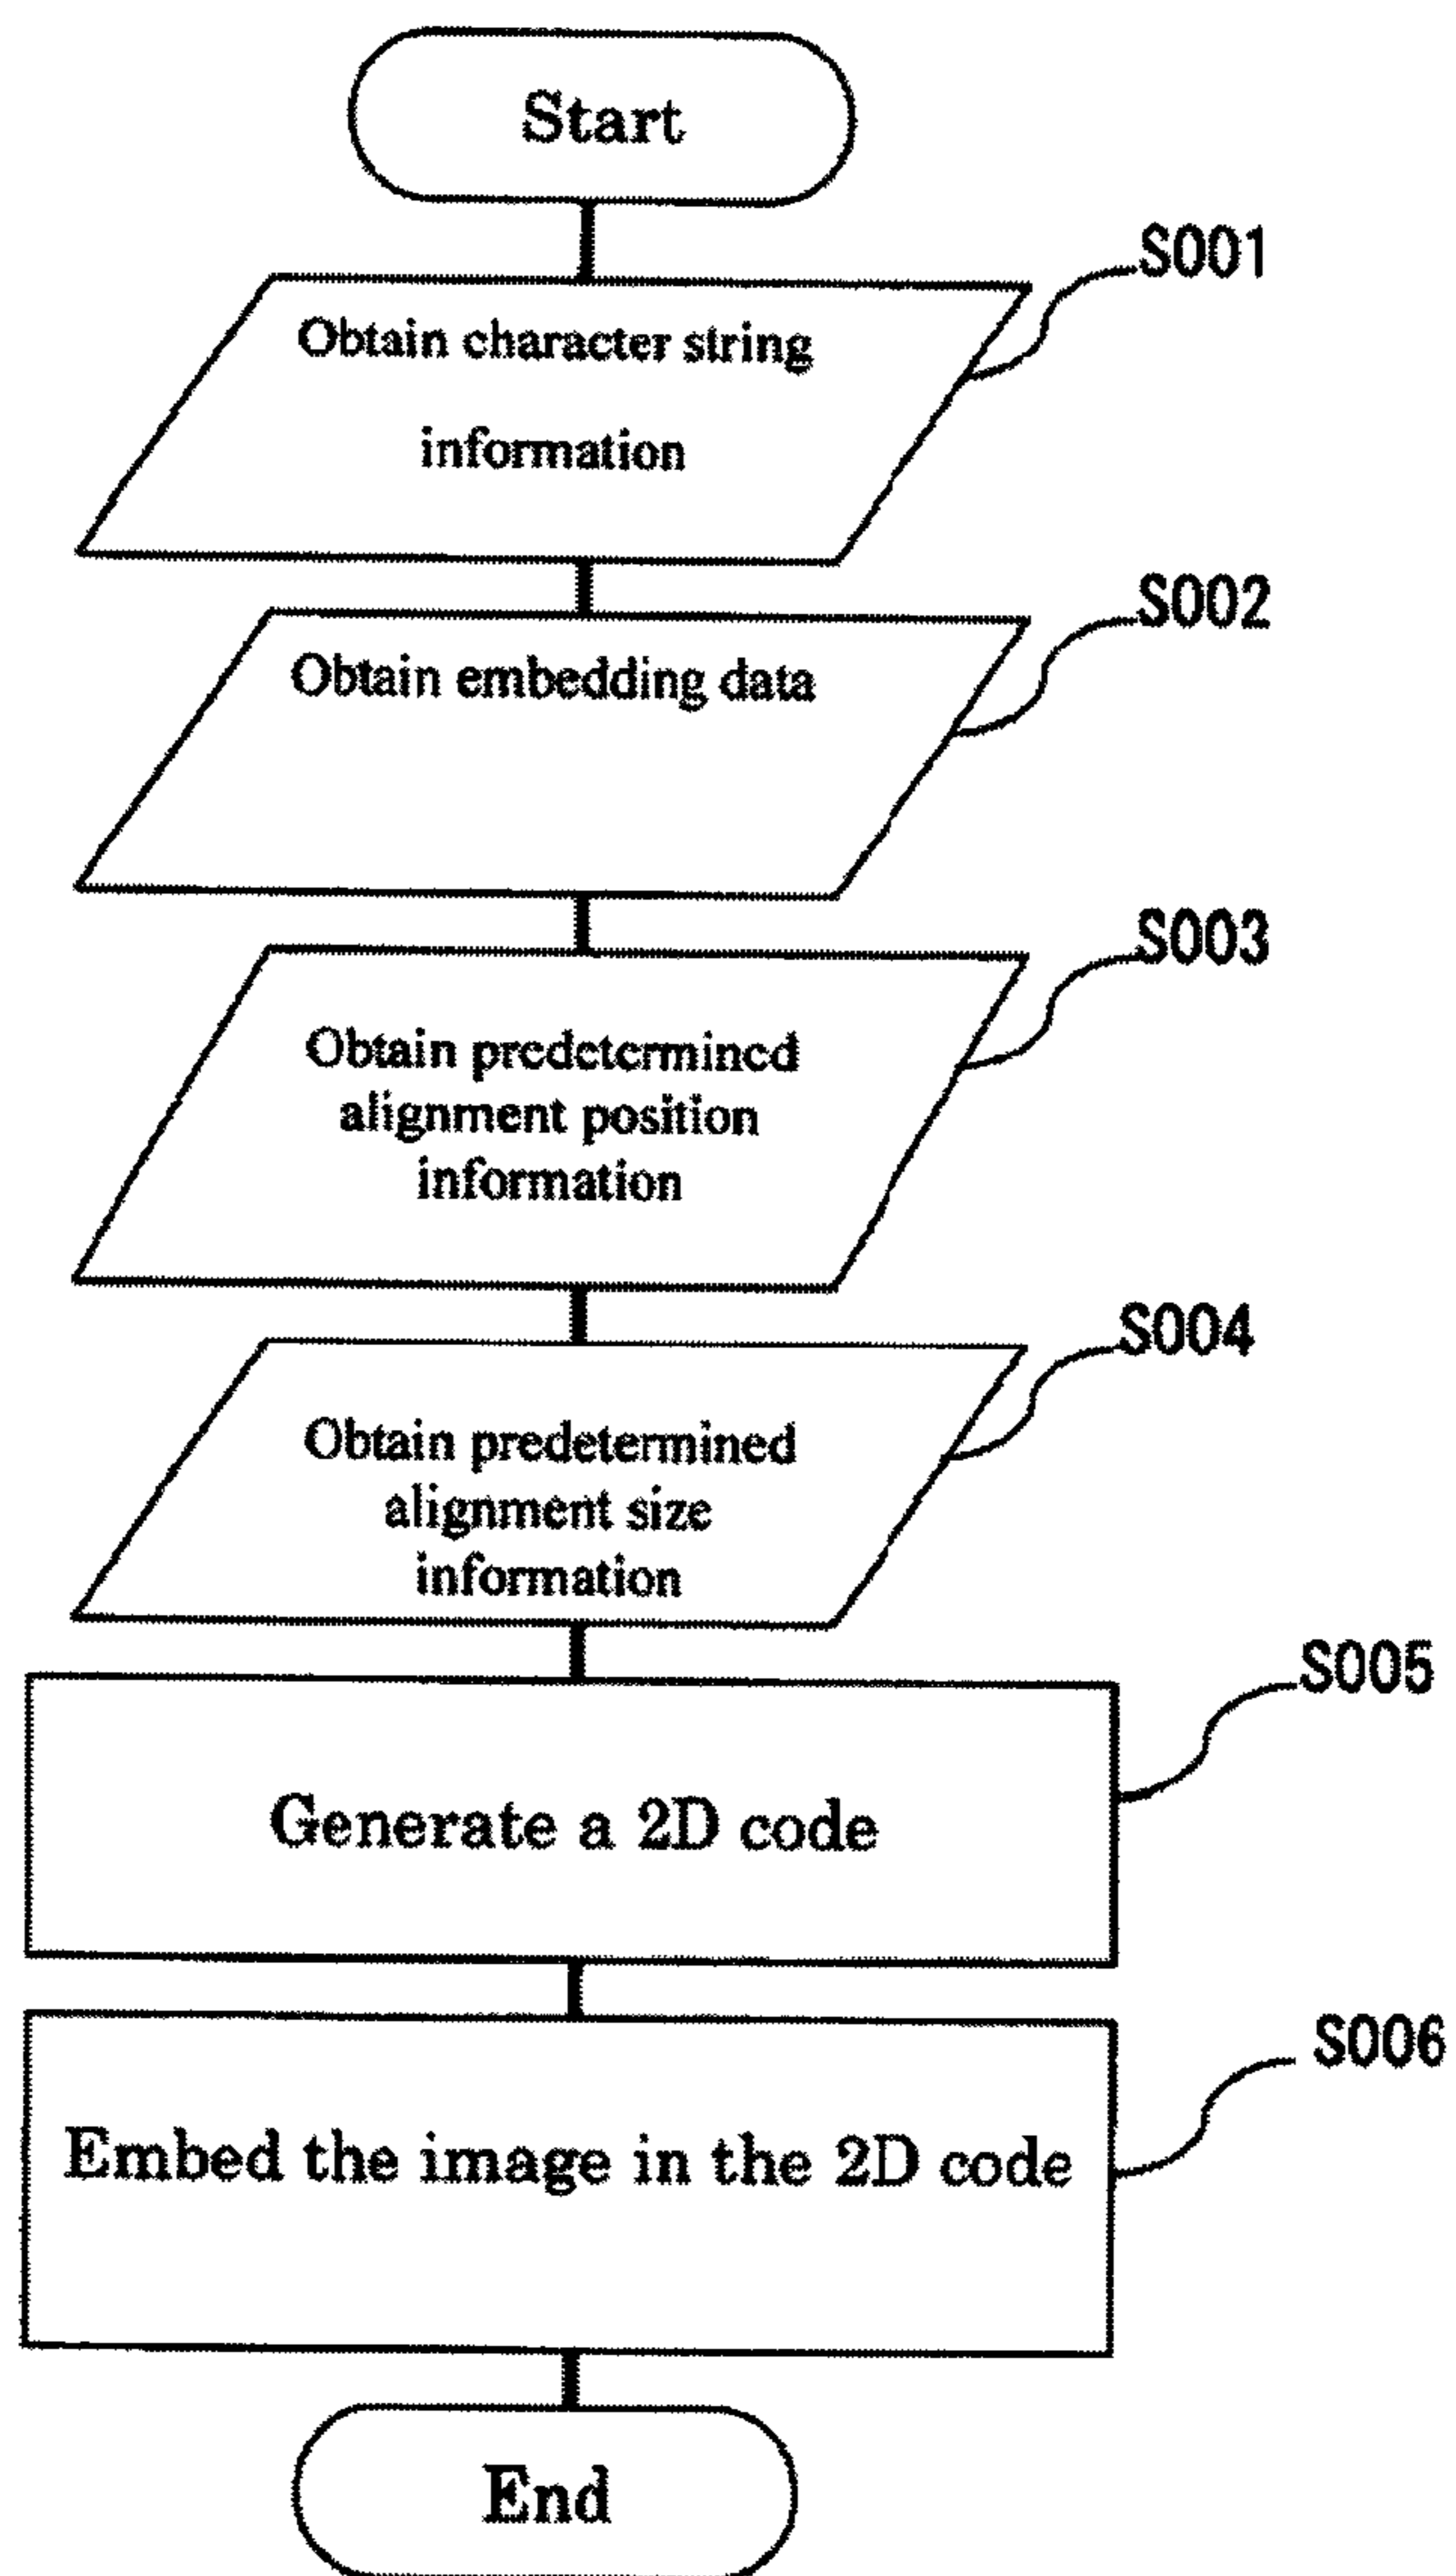 Start
S001
Obtain character string
information
S002
Obtain embedding data
S003
Obtain predetermined
alignment position
information
S004
Obtain predetermined
alignment size
information
S005
Generate a 2D code
S006
Embed the image in the 2D code
End